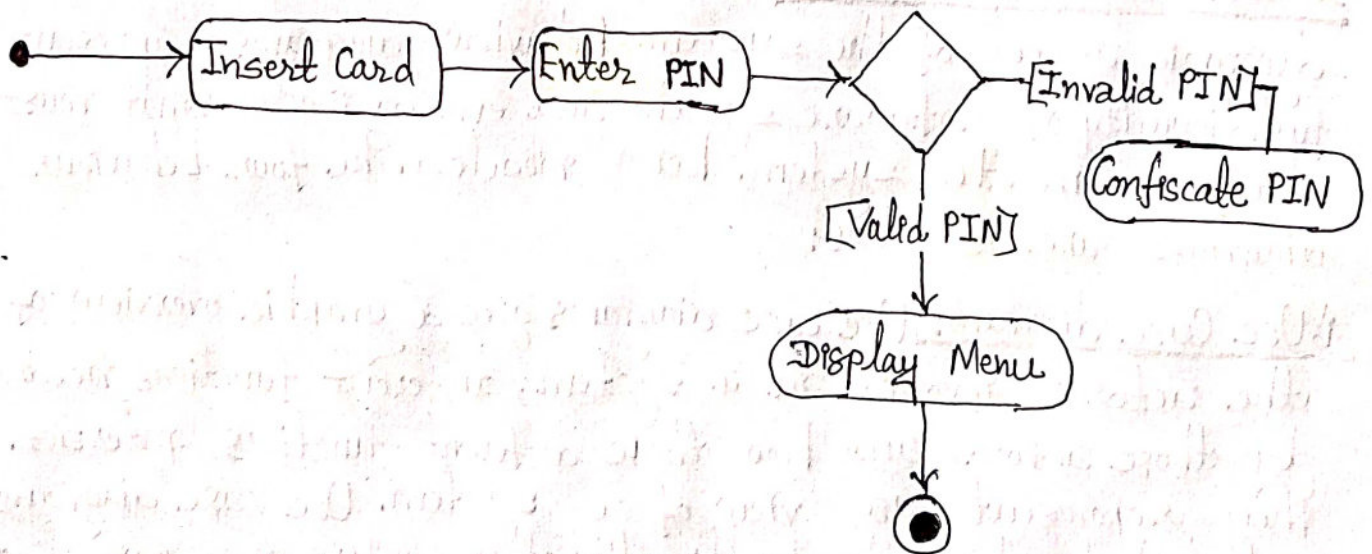 Insert Card
Enter PIN
[Invalid PIN]
Confiscate PIN
[Valid PIN]
Display Menu